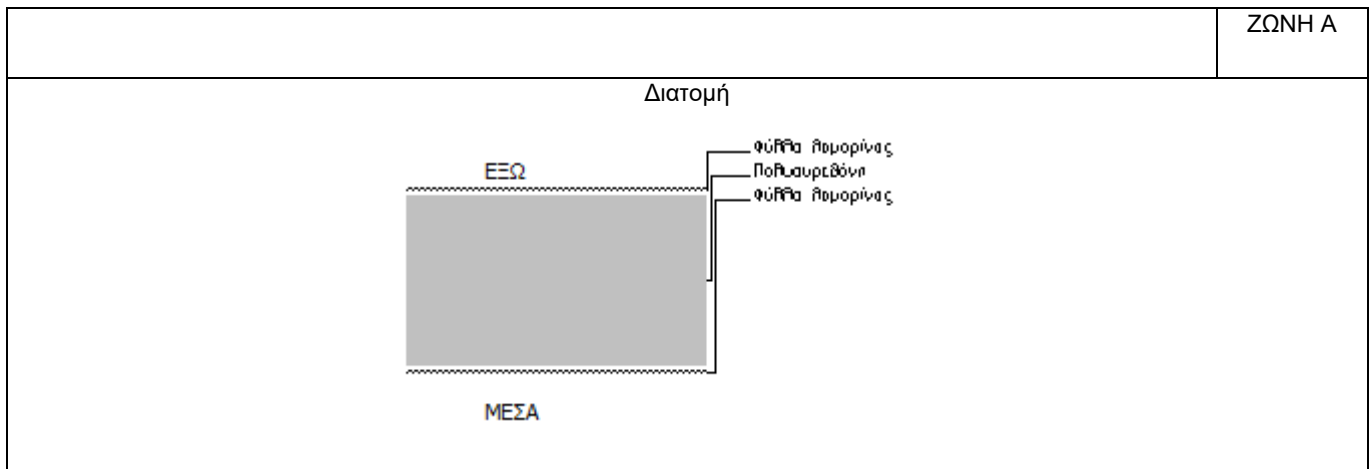 ΖΩΝΗ Α
Διατομή
Φύλλα λαμαρίνας
ΕΞΩ
Πολυουρεθάνη
Φύλλα λαμαρίνας
ΜΕΣΑ